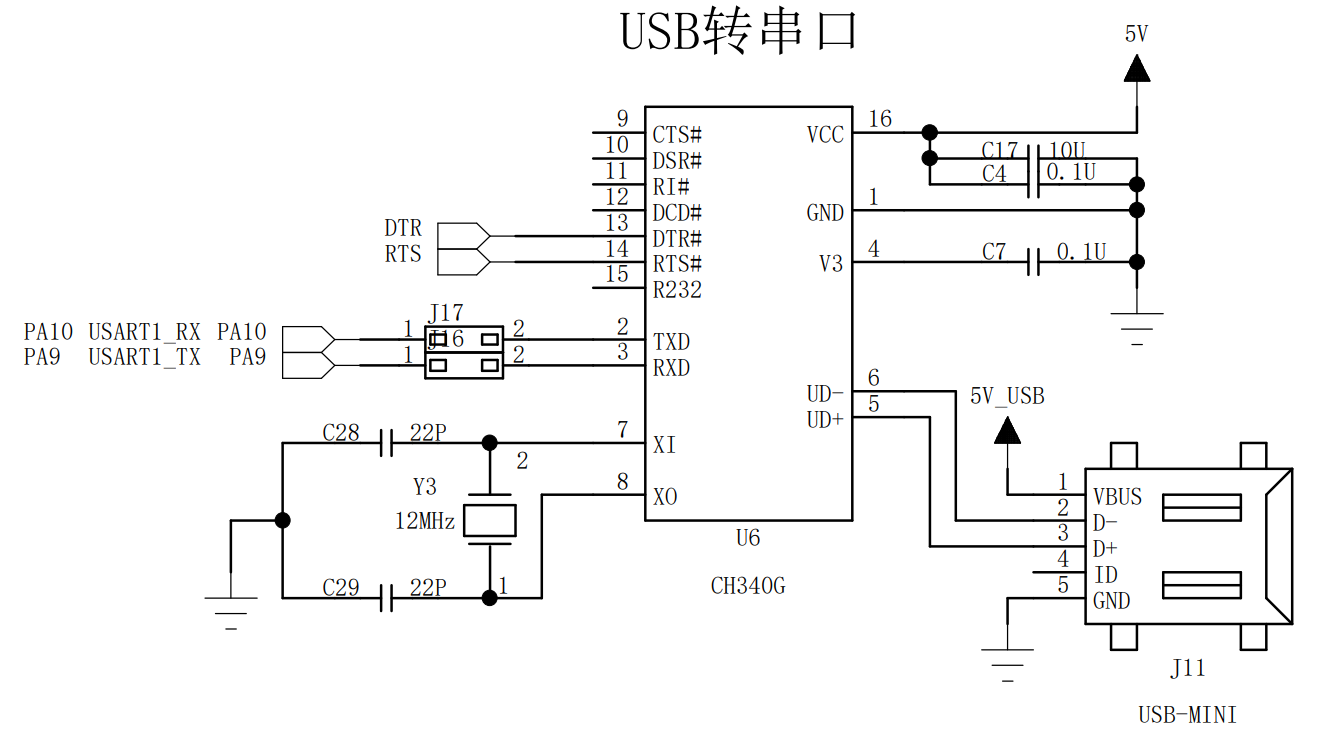 USB转串口
5V
9 CTS# VCC 16
10 DSR# C17 10U
11 RI# C4 0.1U
12 DCD# GND 1
DTR 13 DTR#
RTS 14 RTS# V3 4 C7 0.1U
15 R232
J17
PA10 USART1_RX PA10 1 2 2 TXD
J16
PA9 USART1_TX PA9 1 2 3 RXD
UD- 6
UD+ 5
5V_USB
C28 22P 7 XI
2
Y3
12MHz
8 XO
1 VBUS
2 D-
3 D+
4 ID
5 GND
U6
C29 22P 1
CH340G
J11
USB-MINI